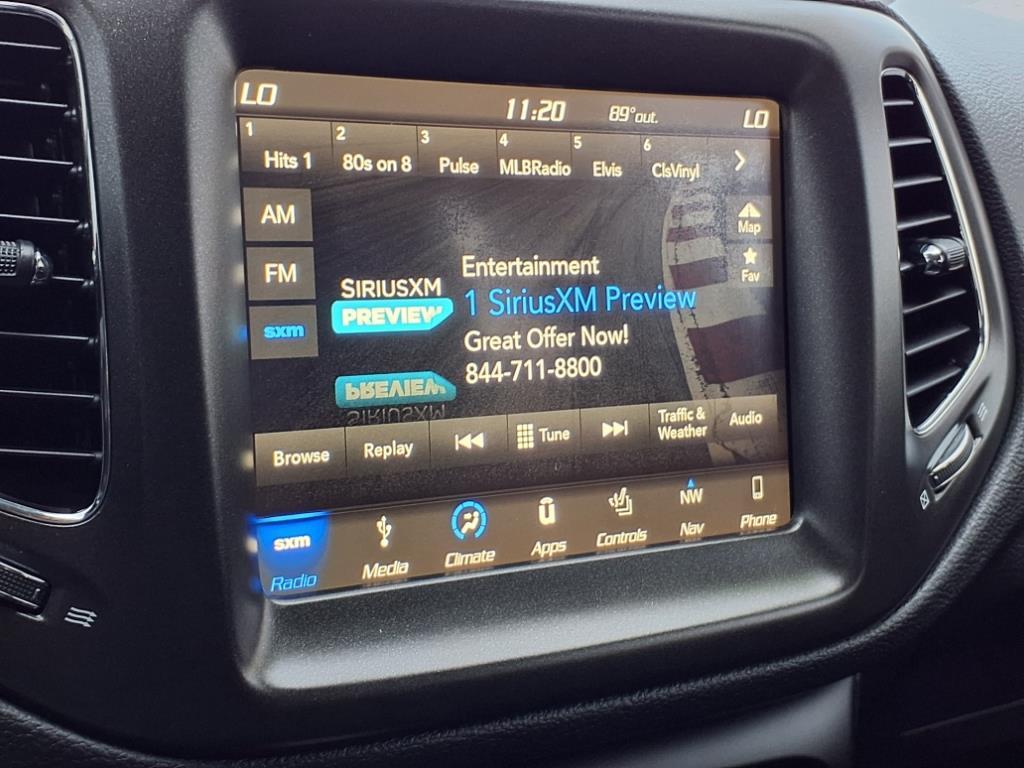 LO 11:20 89°out. LO
1 2 3 4 5 6
Hits 1 80s on 8 Pulse MLBRadio Elvis ClsVinyl
AM
Map
FM
Fav
sxm
SIRIUSXM
PREVIEW
Entertainment
1 SiriusXM Preview
Great Offer Now!
844-711-8800
PREVIEW
SIRIUSXM
Browse Replay Tune Traffic & Weather Audio
sxm NW
Radio Media Climate Apps Controls Nav Phone